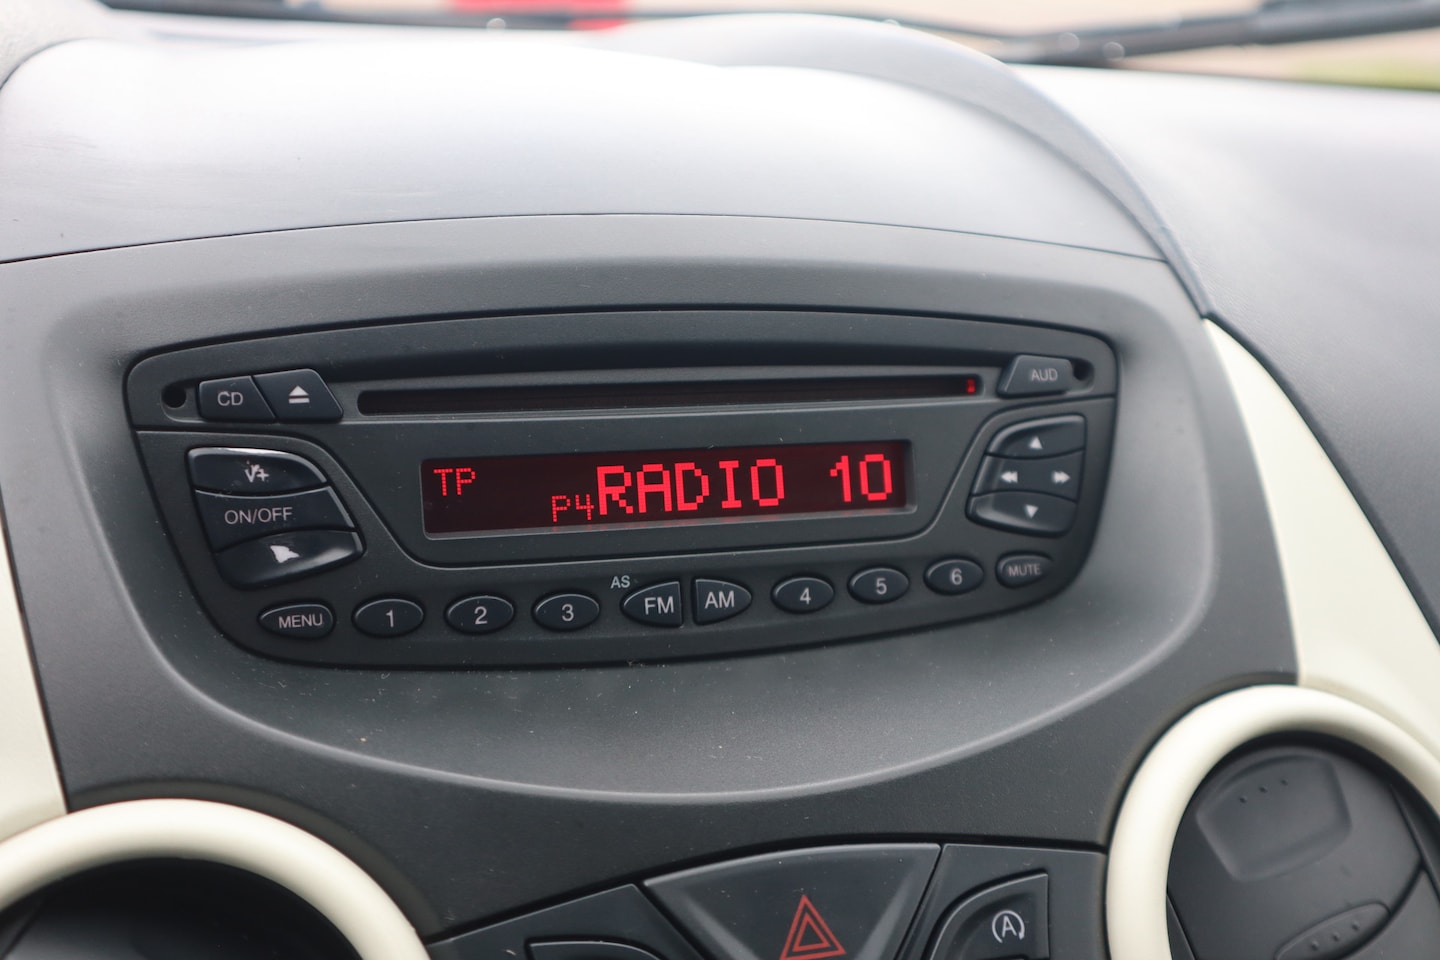 CD
AUD
TP
P4 RADIO 10
V+
ON/OFF
AS
MENU 1 2 3 FM AM 4 5 6 MUTE
A